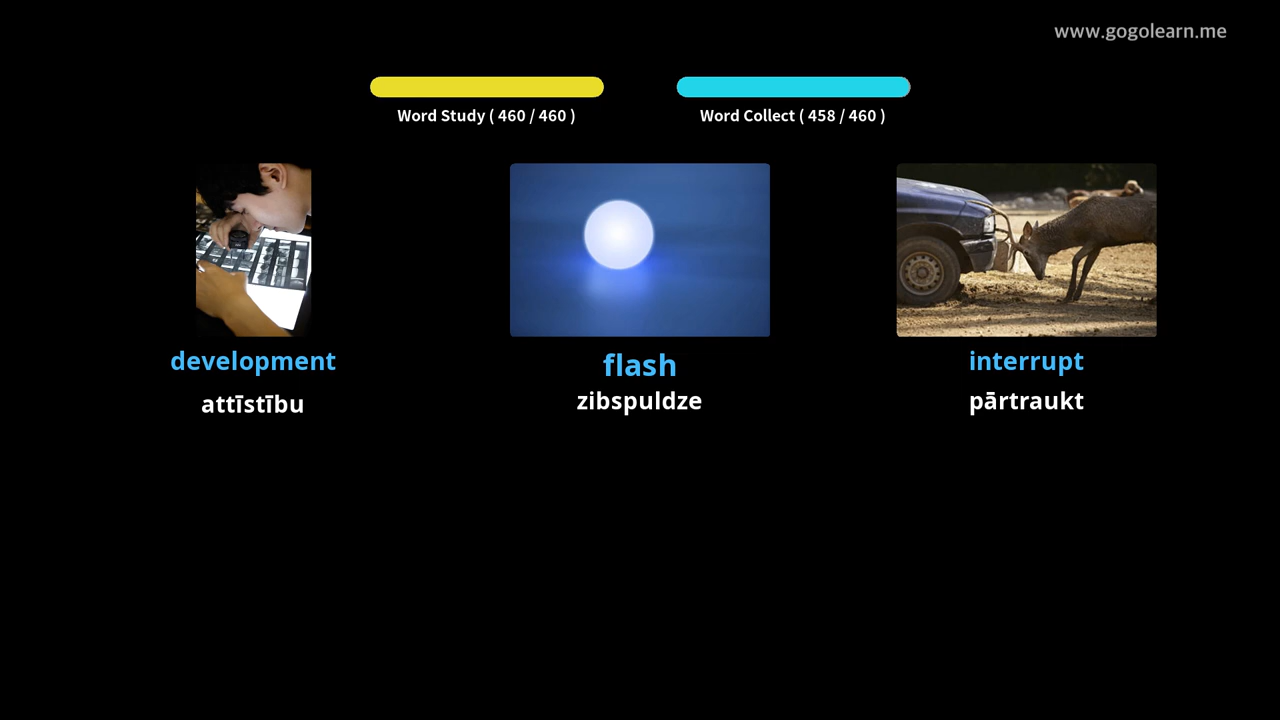 www.gogolearn.me
Word Study ( 460 / 460 )
Word Collect ( 458 / 460 )
development
attīstību
flash
zibspuldze
interrupt
pārtraukt